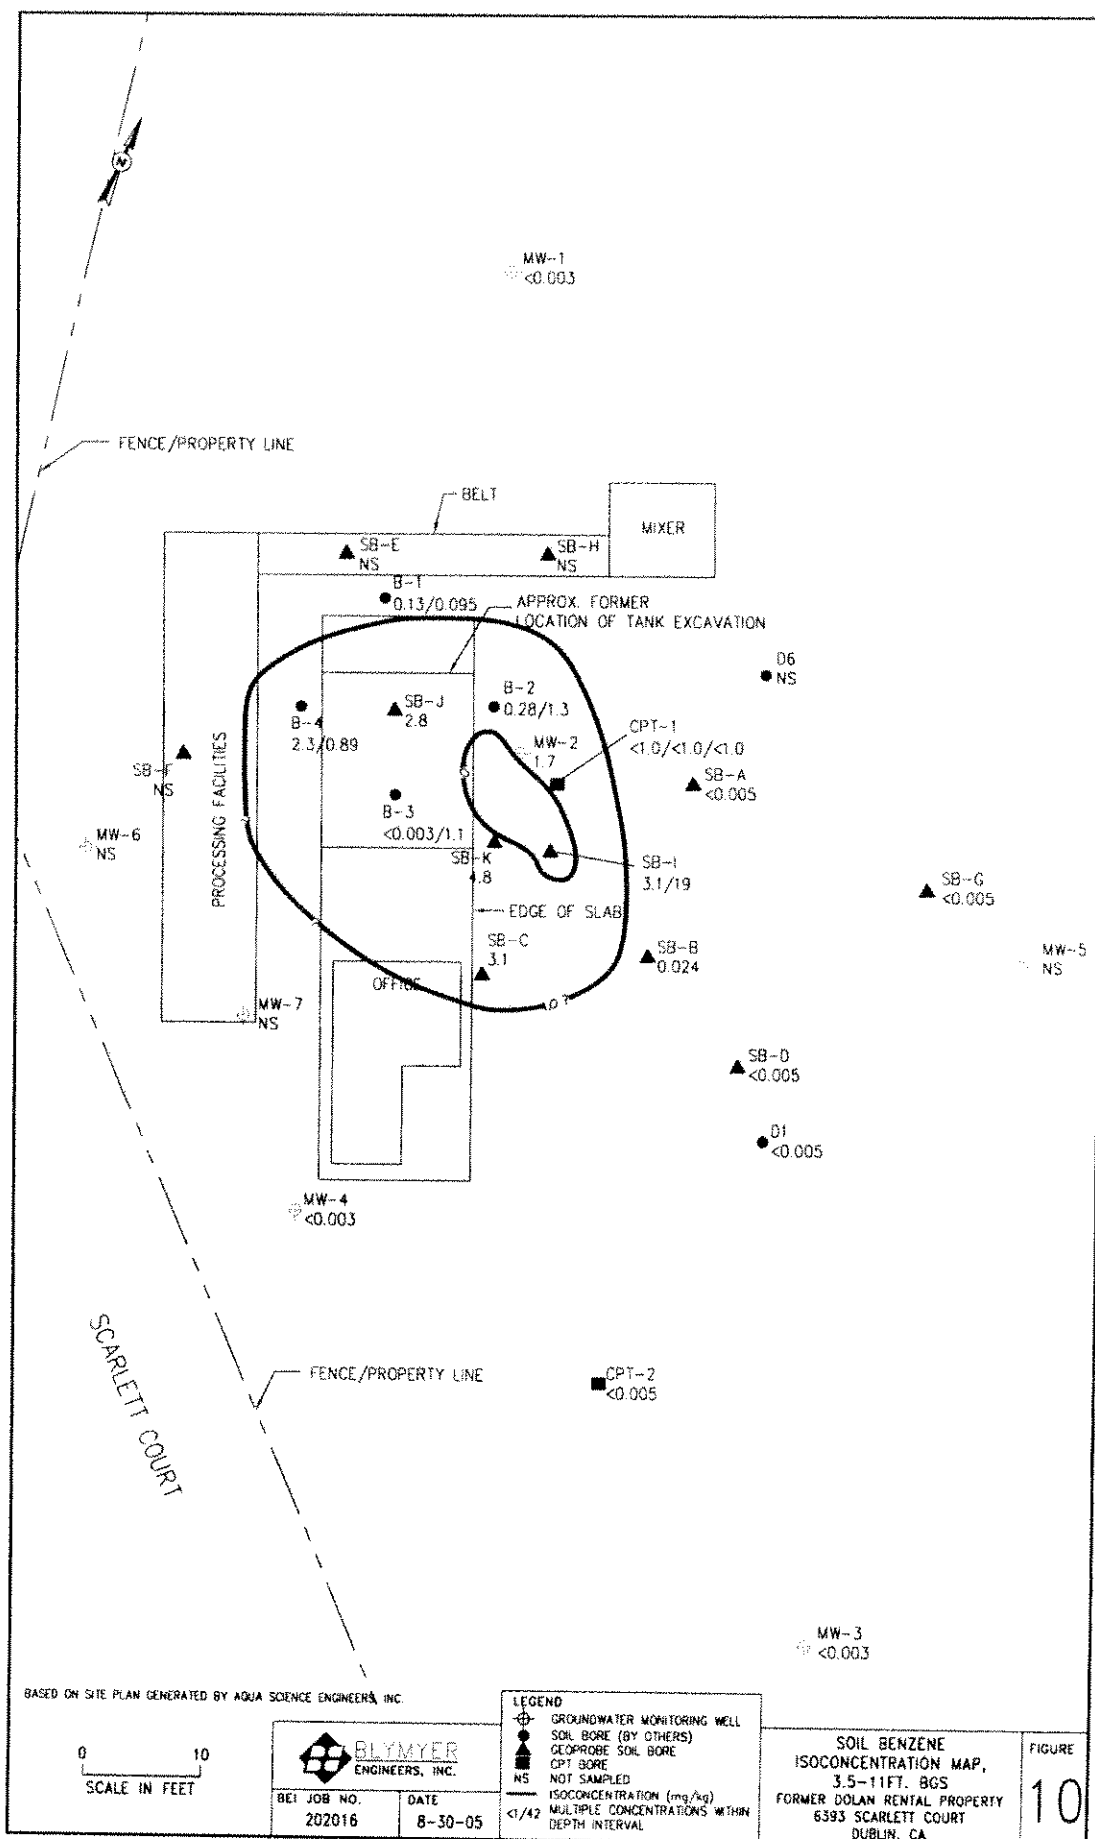 N
MW-1
<0.003
FENCE/PROPERTY LINE
BELT
MIXER
SB-E
NS
SB-H
NS
B-1
0.13/0.095
APPROX. FORMER
LOCATION OF TANK EXCAVATION
D6
NS
B-2
0.28/1.3
SB-J
2.8
B-4
2.3/0.89
CPT-1
<1.0/<1.0/<1.0
MW-2
1.7
SB-F
NS
SB-A
<0.005
B-3
<0.003/1.1
MW-6
NS
PROCESSING FACILITIES
SB-K
4.8
SB-I
3.1/19
SB-G
<0.005
EDGE OF SLAB
SB-C
3.1
SB-B
0.024
MW-5
NS
OFFICE
MW-7
NS
SB-D
<0.005
D1
<0.005
MW-4
<0.003
SCARLETT COURT
FENCE/PROPERTY LINE
CPT-2
<0.005
MW-3
<0.003
BASED ON SITE PLAN GENERATED BY AQUA SCIENCE ENGINEERS, INC.
0 10
SCALE IN FEET
BLYMYER
ENGINEERS, INC.
BEI JOB NO.
202016
DATE
8-30-05
LEGEND
GROUNDWATER MONITORING WELL
SOIL BORE (BY OTHERS)
GEOPROBE SOIL BORE
CPT BORE
NS NOT SAMPLED
ISOCONCENTRATION (mg/kg)
<1/42 MULTIPLE CONCENTRATIONS WITHIN
DEPTH INTERVAL
SOIL BENZENE
ISOCONCENTRATION MAP,
3.5-11FT. BGS
FORMER DOLAN RENTAL PROPERTY
6393 SCARLETT COURT
DUBLIN, CA
FIGURE
10